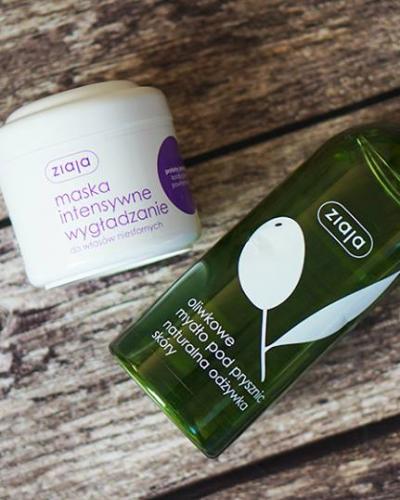 ziaja
maska
intensywne
wygładzanie
do włosów niesfornych
ziaja
oliwkowe
mydło pod prysznic
naturalna odżywka
skóry